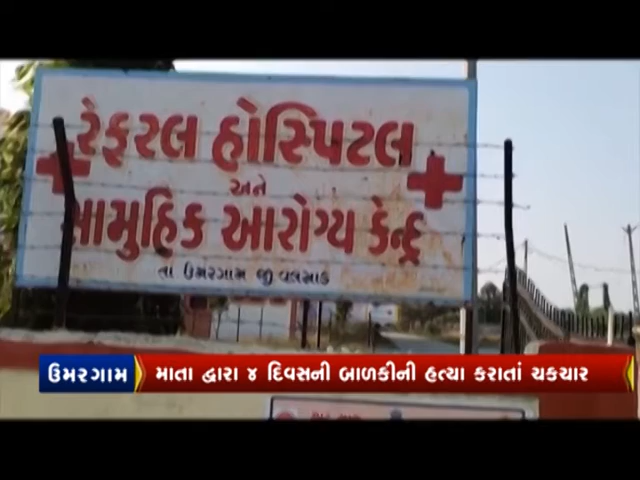 રેફરલ હોસ્પિટલ
અને
સામુહિક આરોગ્ય કેન્દ્ર
તા ઉમરગામ જી વલસાડ
ઉમરગામ
માતા દ્વારા ૪ દિવસની બાળકીની હત્યા કરાતાં ચકચાર